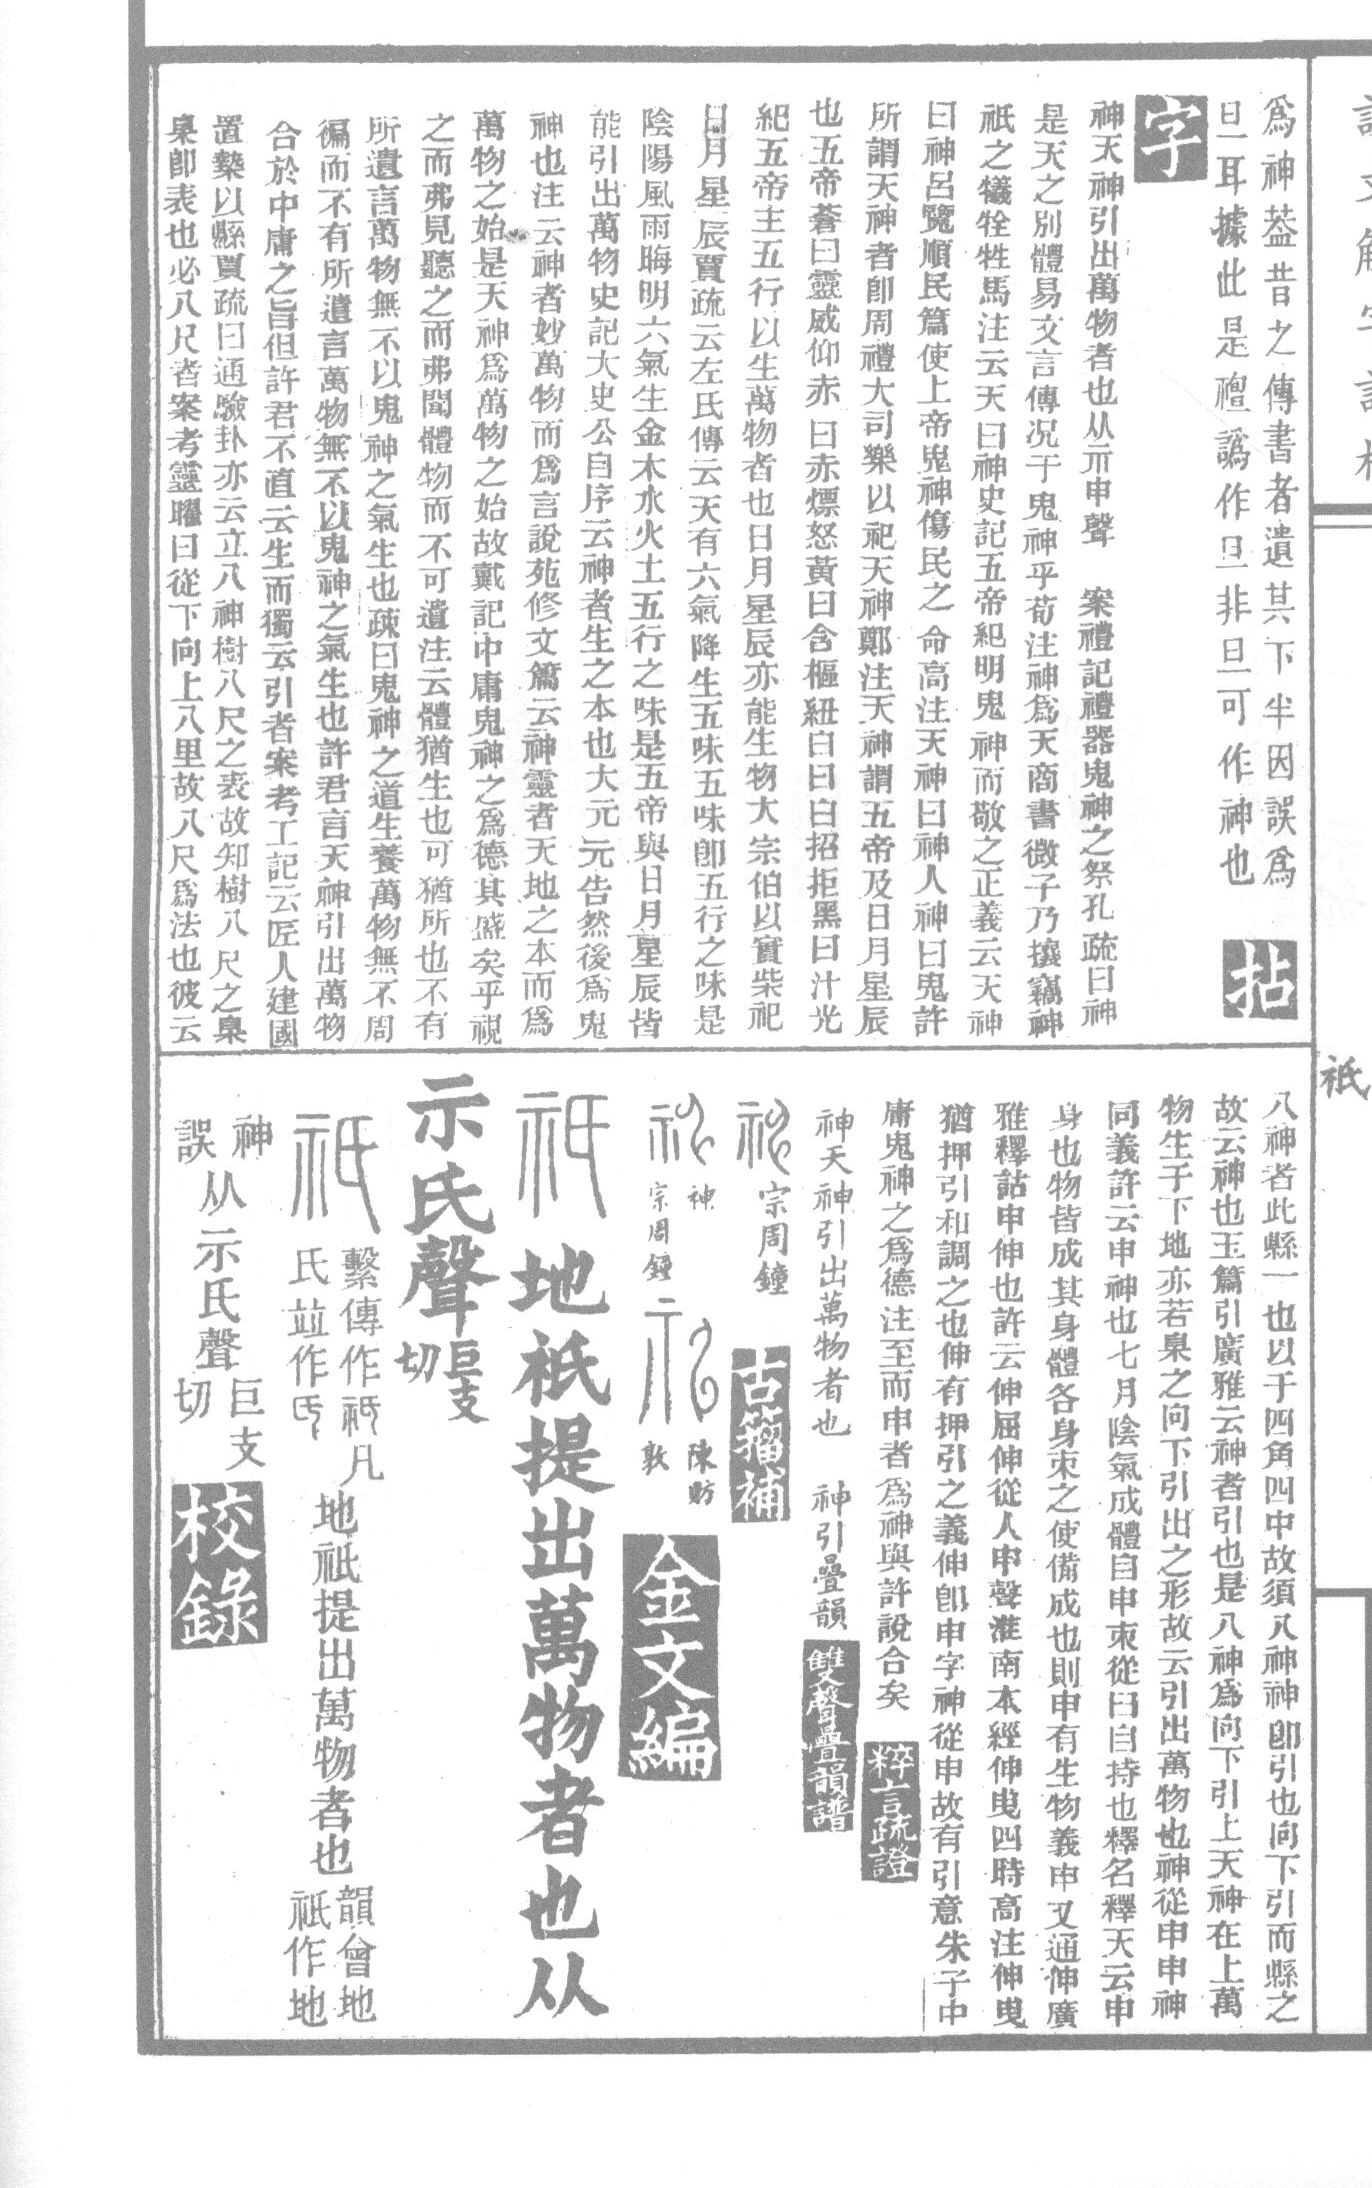 爲神葢昔之傳書者遺其下半因誤爲
旦耳據此是禮譌作旦非旦可作神也 拈
字
神天神引出萬物者也从示申聲 案禮記禮器鬼神之祭孔疏曰神
是天之別體易文言傳况于鬼神乎荀注神爲天商書微子乃攘竊神
祇之犧牷牲馬注云天曰神史記五帝紀明鬼神而敬之正義云天神
曰神呂覽順民篇使上帝鬼神傷民之命高注天神曰神人神曰鬼許
所謂天神者卽周禮大司樂以祀天神鄭注天神謂五帝及日月星辰
也五帝蒼曰靈威仰赤曰赤熛怒黃曰含樞紐白曰白招拒黑曰汁光
紀五帝主五行以生萬物者也日月星辰亦能生物大宗伯以實柴祀
日月星辰賈疏云左氏傳云天有六氣降生五味五味卽五行之味是
陰陽風雨晦明六氣生金木水火土五行之味是五帝與日月星辰皆
能引出萬物史記大史公自序云神者生之本也大元元告然後爲鬼
神也注云神者妙萬物而爲言說苑修文篇云神靈者天地之本而爲
萬物之始是天神爲萬物之始故戴記中庸鬼神之爲德其盛矣乎視
之而弗見聽之而弗聞體物而不可遺注云體猶生也可猶所也不有
所遺言萬物無不以鬼神之氣生也疎曰鬼神之道生養萬物無不周
徧而不有所遺言萬物無不以鬼神之氣生也許君言天神引出萬物
合於中庸之旨但許君不直云生而獨云引者案考工記云匠人建國
置槷以縣賈疏曰通驗卦亦云立八神樹八尺之表故知樹八尺之臬
臬卽表也必八尺者案考靈曜曰從下向上八里故八尺爲法也彼云
八神者此縣一也以于四角四中故須八神神卽引也向下引而縣之
故云神也玉篇引廣雅云神者引也是八神爲向下引上天神在上萬
物生于下地亦若臬之向下引出之形故云引出萬物也神從申申神
同義許云申神也七月陰氣成體自申束從臼自持也釋名釋天云申
身也物皆成其身體各身束之使備成也則申有生物義申又通伸廣
雅釋詁申伸也許云伸屈伸從人申聲淮南本經伸曳四時高注伸曳
猶押引和調之也伸有押引之義伸卽申字神從申故有引意朱子中
庸鬼神之爲德注至而申者爲神與許說合矣 粹言疏證
神天神引出萬物者也 神引疊韻 雙聲疊韻譜
宗周鐘 古籀補
神 宗周鐘 陳昉敦 金文編
地祇提出萬物者也从
示氏聲 巨支切
繫傳作祇凡氏竝作氏 地祇提出萬物者也 韻會地祇作地
神誤 从示氏聲 巨支切 校錄
祇